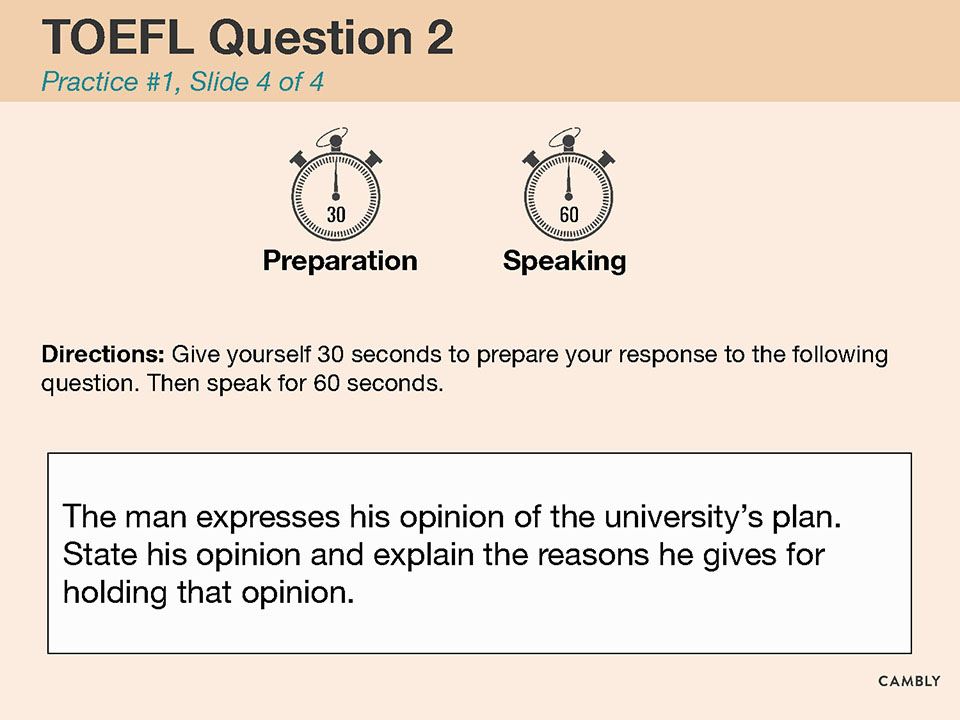 TOEFL Question 2
Practice #1, Slide 4 of 4
30
60
Preparation
Speaking
Directions: Give yourself 30 seconds to prepare your response to the following
question. Then speak for 60 seconds.
The man expresses his opinion of the university’s plan.
State his opinion and explain the reasons he gives for
holding that opinion.
CAMBLY